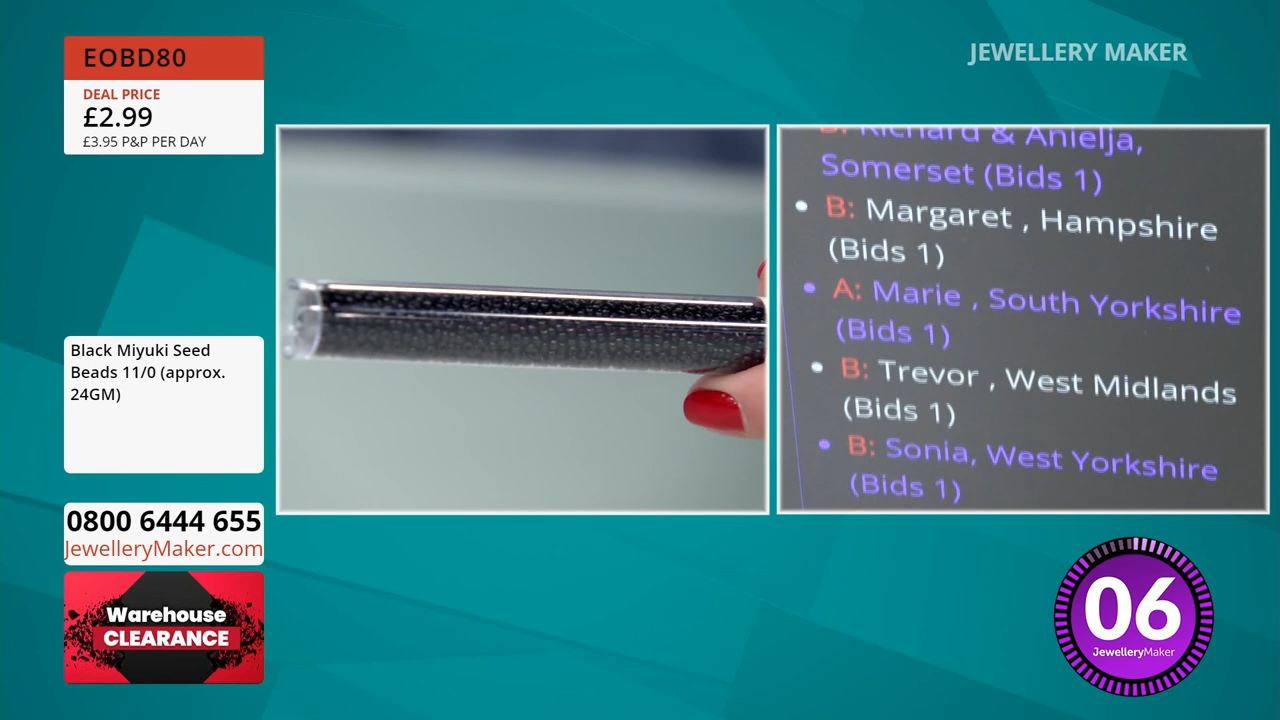 EOBD80
DEAL PRICE
£2.99
£3.95 P&P PER DAY
JEWELLERY MAKER
B: Richard & Anielja,
Somerset (Bids 1)
• B: Margaret , Hampshire
(Bids 1)
• A: Marie , South Yorkshire
(Bids 1)
• B: Trevor , West Midlands
(Bids 1)
• B: Sonia, West Yorkshire
(Bids 1)
Black Miyuki Seed
Beads 11/0 (approx.
24GM)
0800 6444 655
JewelleryMaker.com
Warehouse
CLEARANCE
06
JewelleryMaker